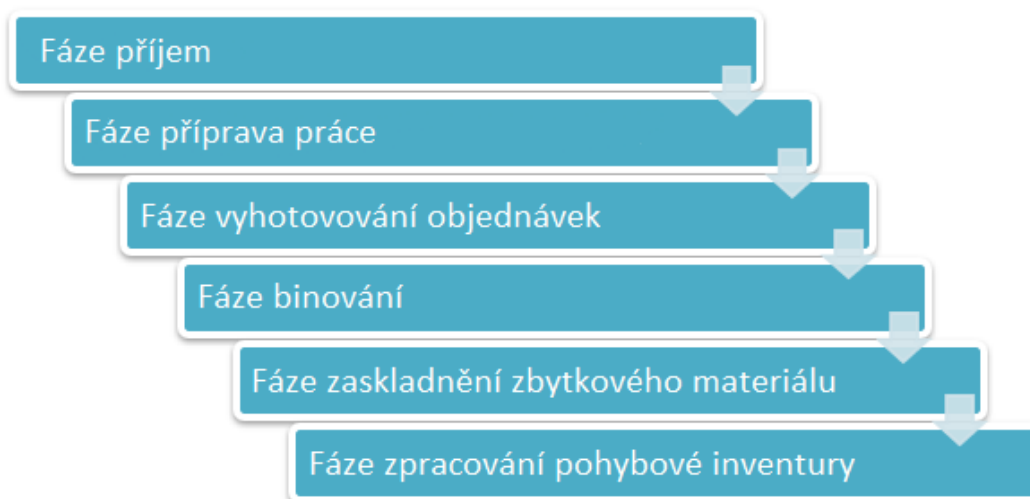 Fáze příjem
Fáze příprava práce
Fáze vyhotovování objednávek
Fáze binování
Fáze zaskladnění zbytkového materiálu
Fáze zpracování pohybové inventury